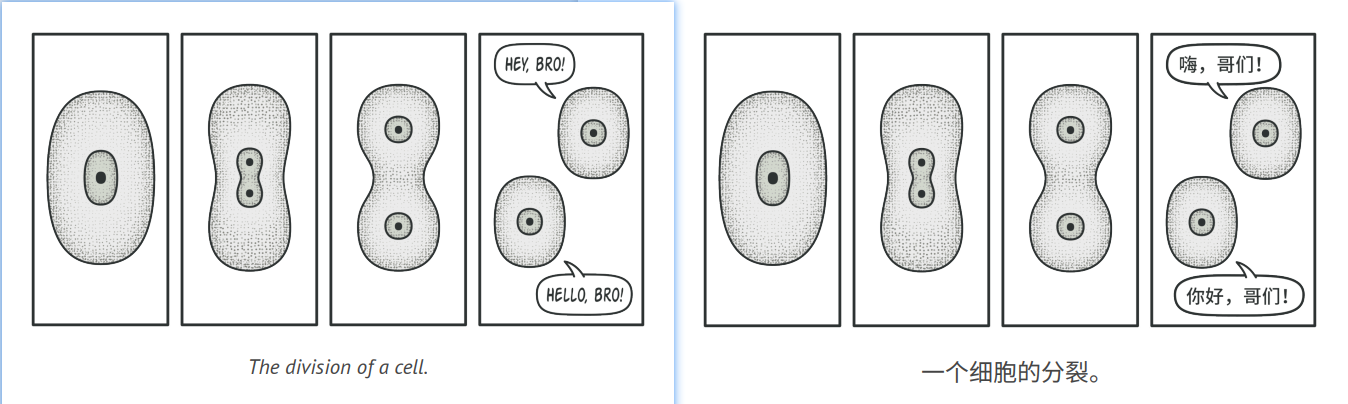 HEY, BRO!
HELLO, BRO!
The division of a cell.
嗨，哥们！
你好，哥们！
一个细胞的分裂。